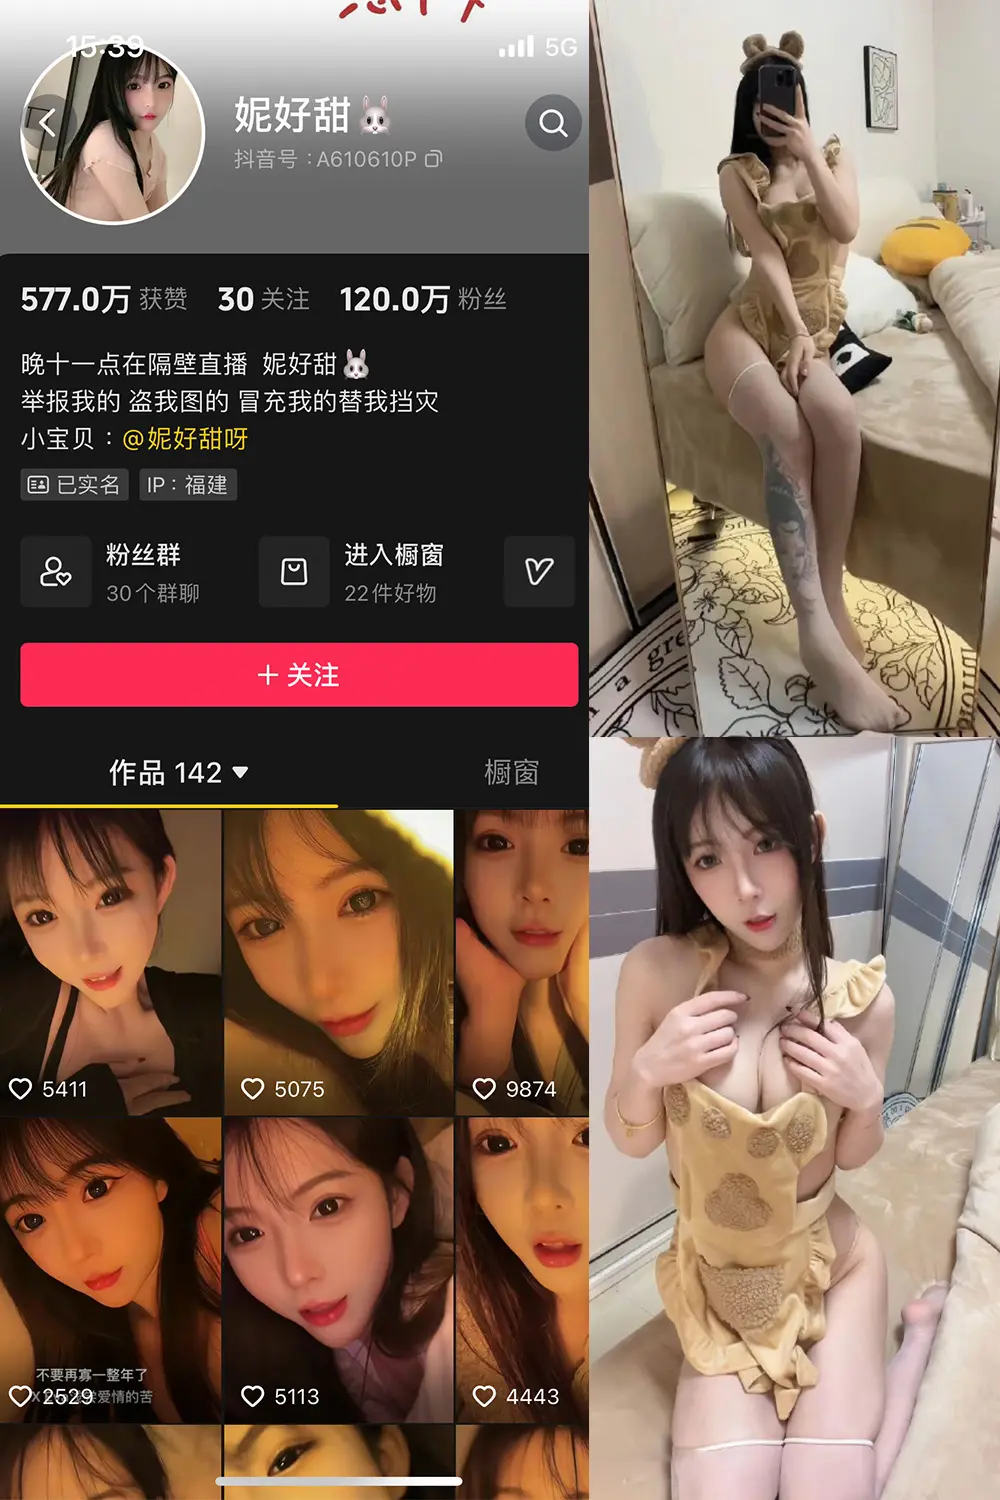 15:39
5G
妮好甜🐰
抖音号：A610610P
577.0万 获赞 30 关注 120.0万 粉丝
晚十一点在隔壁直播 妮好甜🐰
举报我的 盗我图的 冒充我的替我挡灾
小宝贝：@妮好甜呀
已实名 IP：福建
粉丝群
30个群聊
进入橱窗
22件好物
+ 关注
作品 142 ▼
橱窗
5411
5075
9874
不要再寡一整年了
爱情的苦
2529
5113
4443
a gre